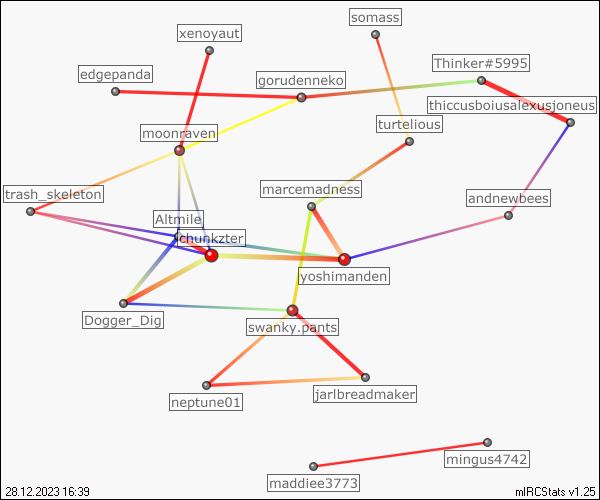 somass
xenoyaut
Thinker#5995
edgepanda
gorudenneko
thiccusboiusalexusjoneus
turtelious
moonraven
marcemadness
trash_skeleton
andnewbees
Altmile
chunkzter
yoshimanden
Dogger_Dig
swanky.pants
jarlbreadmaker
neptune01
mingus4742
maddiee3773
28.12.2023 16:39
mIRCStats v1.25